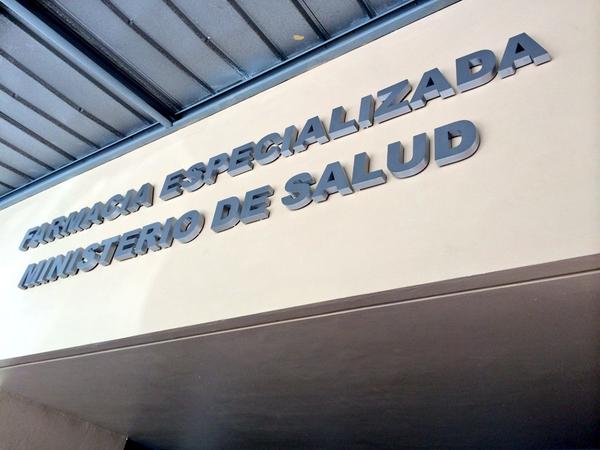 FARMACIA ESPECIALIZADA
MINISTERIO DE SALUD